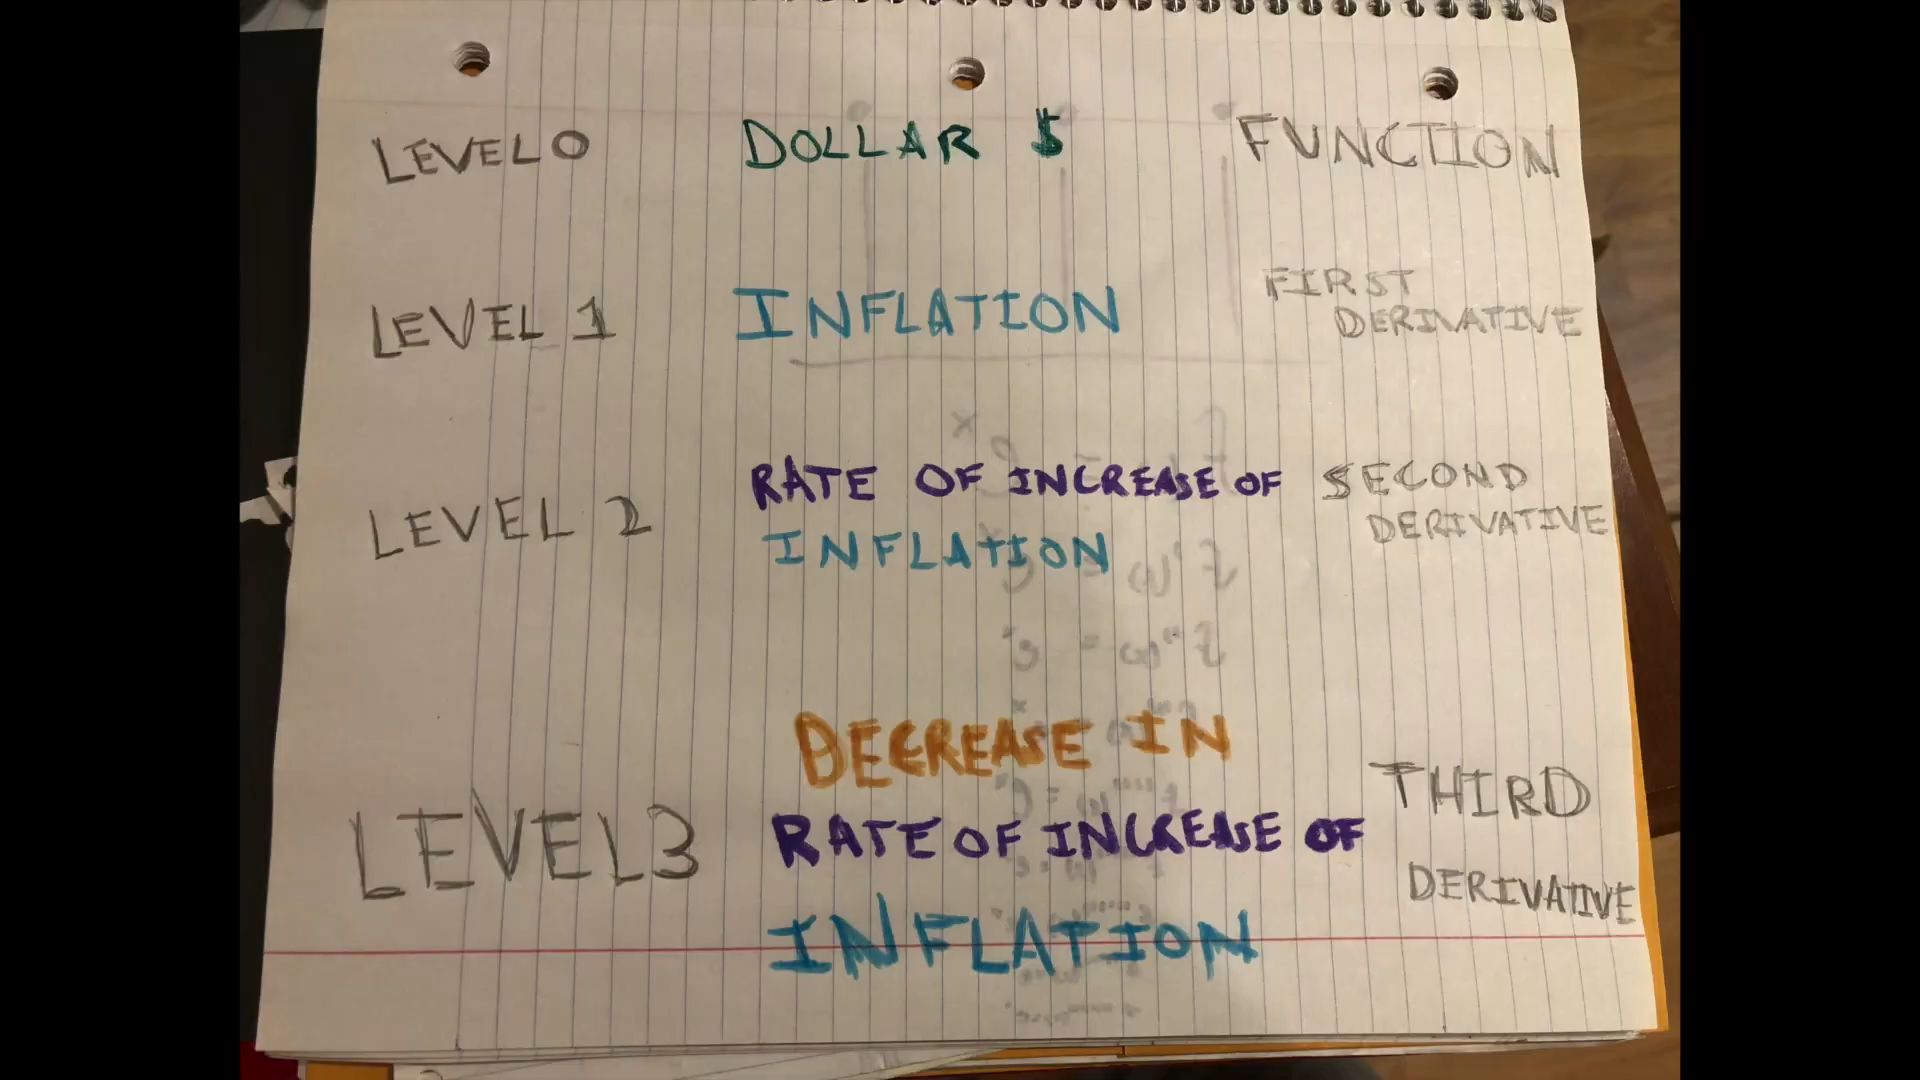 LEVEL 0 DOLLAR $ FUNCTION
LEVEL 1 INFLATION FIRST DERIVATIVE
LEVEL 2 RATE OF INCREASE OF INFLATION SECOND DERIVATIVE
LEVEL 3 DECREASE IN RATE OF INCREASE OF INFLATION THIRD DERIVATIVE